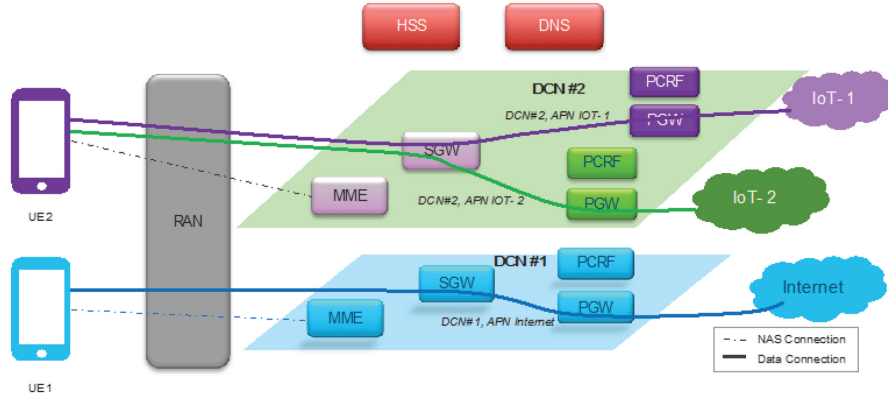 HSS
DNS
DCN #2
PCRF
IoT- 1
DCN#2, APN IOT- 1
PGW
SGW
PCRF
MME
DCN#2, APN IOT- 2
PGW
IoT- 2
UE2
RAN
DCN #1
PCRF
SGW
Internet
PGW
MME
DCN#1, APN Internet
NAS Connection
Data Connection
UE1